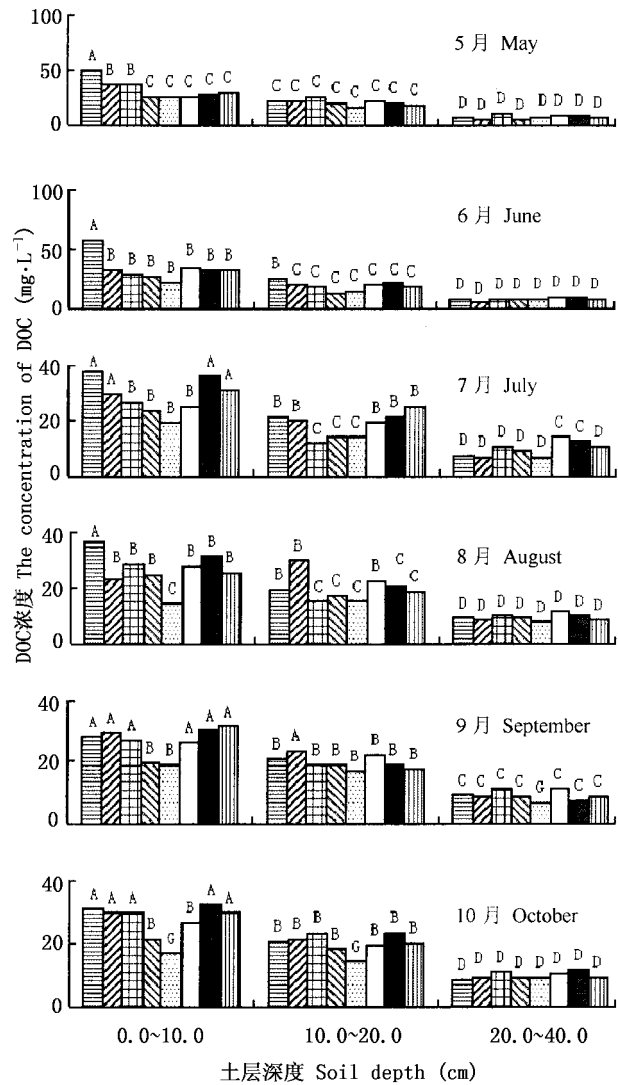 DOC浓度 The concentration of DOC (mg·L⁻¹)
100
50
0
A B B C C C C C
C C C C C C C C
D D D D D D D D
5 月 May
100
50
0
A B B B B B B B
B C C C C C C C
D D D D D D D D
6 月 June
40
20
0
A A B B B B A A
B B C C C B B B
D D D D D C C D
7 月 July
40
20
0
A B B B C B B B
B B C C C B C C
D D D D D D D D
8 月 August
40
20
0
A A A B B A A A
B A B B B B B B
C C C C G C C C
9 月 September
40
20
0
A A A B G B A A
B B B B G B B B
D D D D D D D D
10 月 October
0.0~10.0 10.0~20.0 20.0~40.0
土层深度 Soil depth (cm)